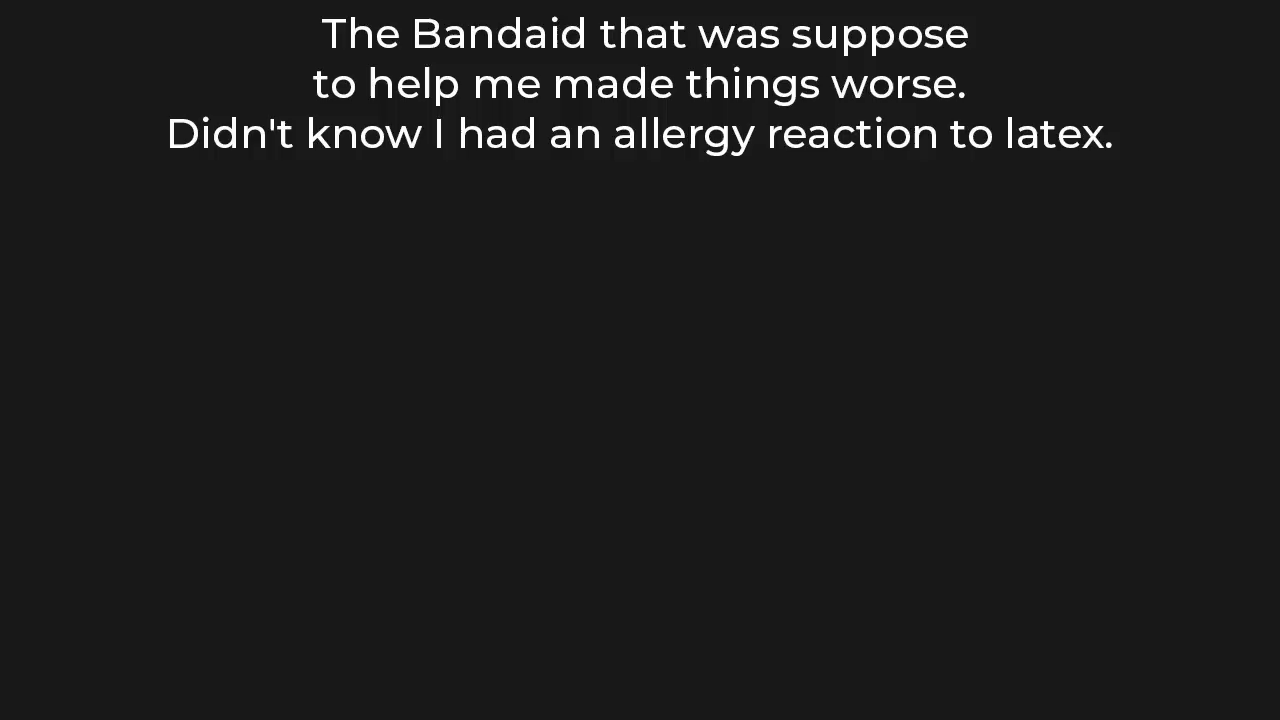 The Bandaid that was suppose
to help me made things worse.
Didn't know I had an allergy reaction to latex.